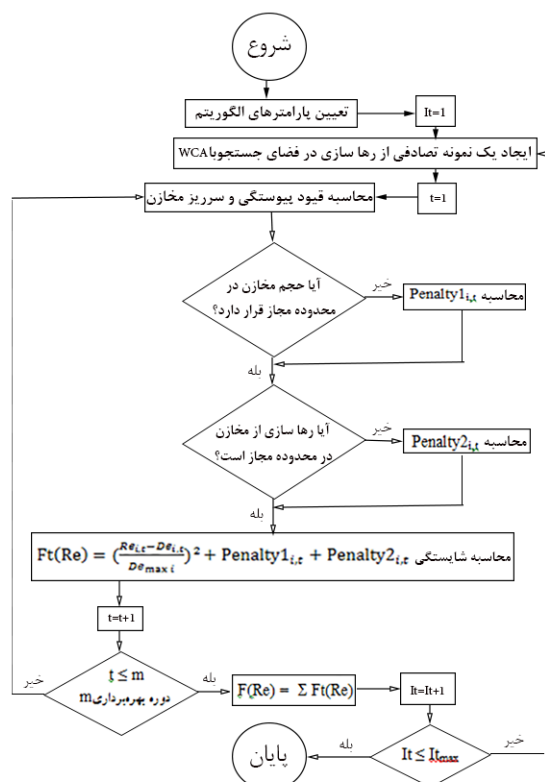 شروع
تعیین پارامترهای الگوریتم
It=1
ایجاد یک نمونه تصادفی از رها سازی در فضای جستجوباWCA
محاسبه قیود پیوستگی و سرریز مخازن
t=1
آیا حجم مخازن در
محدوده مجاز قرار دارد؟
خیر
محاسبه Penalty1i,t
بله
آیا رها سازی از مخازن
در محدوده مجاز است؟
خیر
محاسبه Penalty2i,t
بله
محاسبه شایستگی Ft(Re) = (Rei,t−Dei,t / Demax i)2 + Penalty1i,t + Penalty2i,t
t=t+1
t ≤ m
دوره بهره‌برداریm
خیر
بله
F(Re) = Σ Ft(Re)
It=It+1
It ≤ Itmax
خیر
بله
پایان